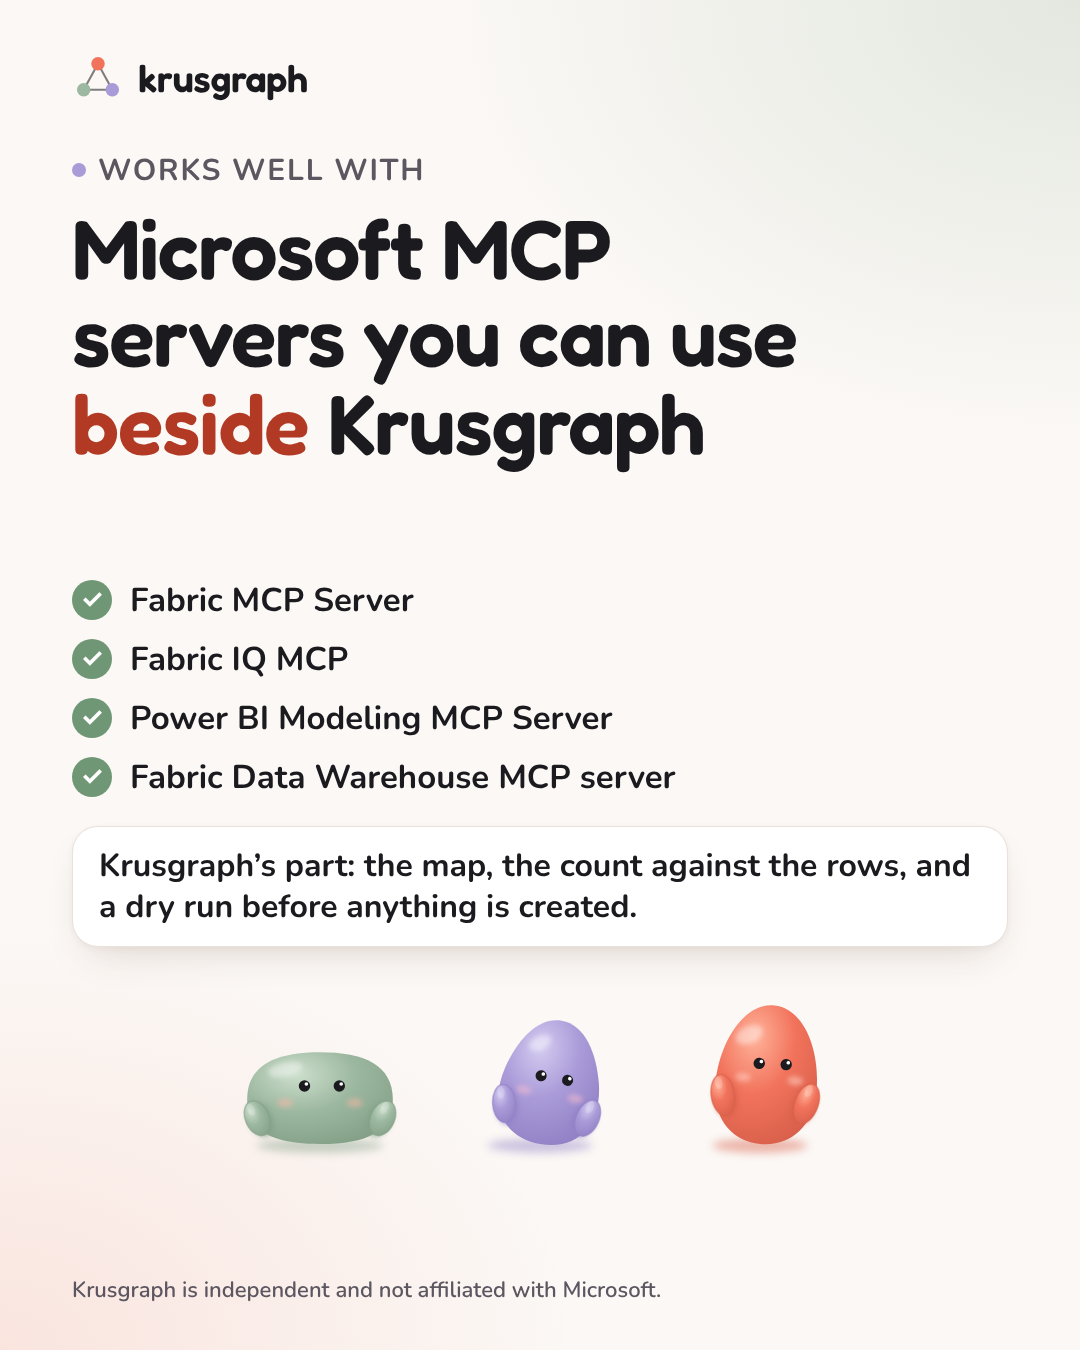 krusgraph
WORKS WELL WITH
Microsoft MCP
servers you can use
beside Krusgraph
Fabric MCP Server
Fabric IQ MCP
Power BI Modeling MCP Server
Fabric Data Warehouse MCP server
Krusgraph’s part: the map, the count against the rows, and
a dry run before anything is created.
Krusgraph is independent and not affiliated with Microsoft.